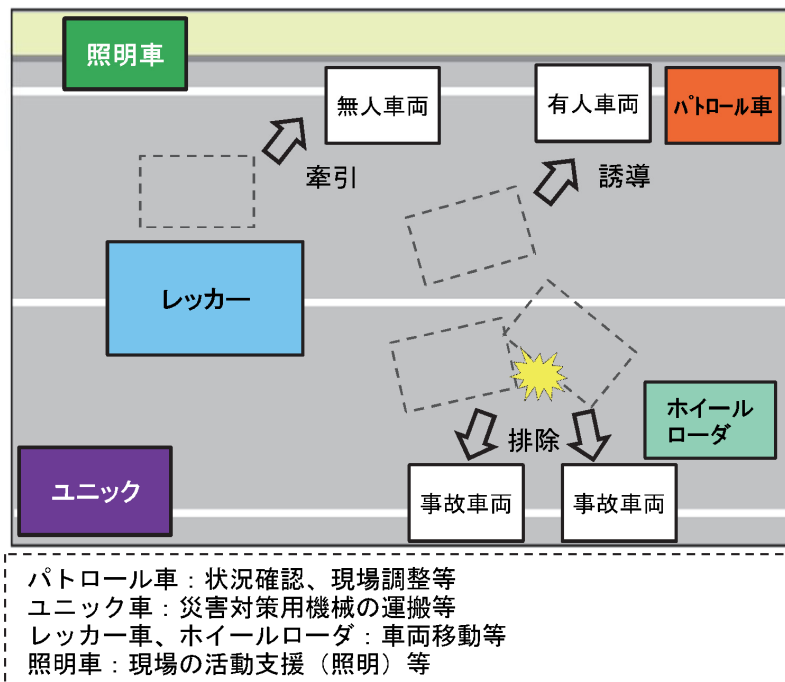 照明車
無人車両
有人車両
パトロール車
牽引
誘導
レッカー
ホイール
ローダ
排除
ユニック
事故車両
事故車両
パトロール車:状況確認、現場調整等
ユニック車:災害対策用機械の運搬等
レッカー車、ホイールローダ:車両移動等
照明車:現場の活動支援(照明)等